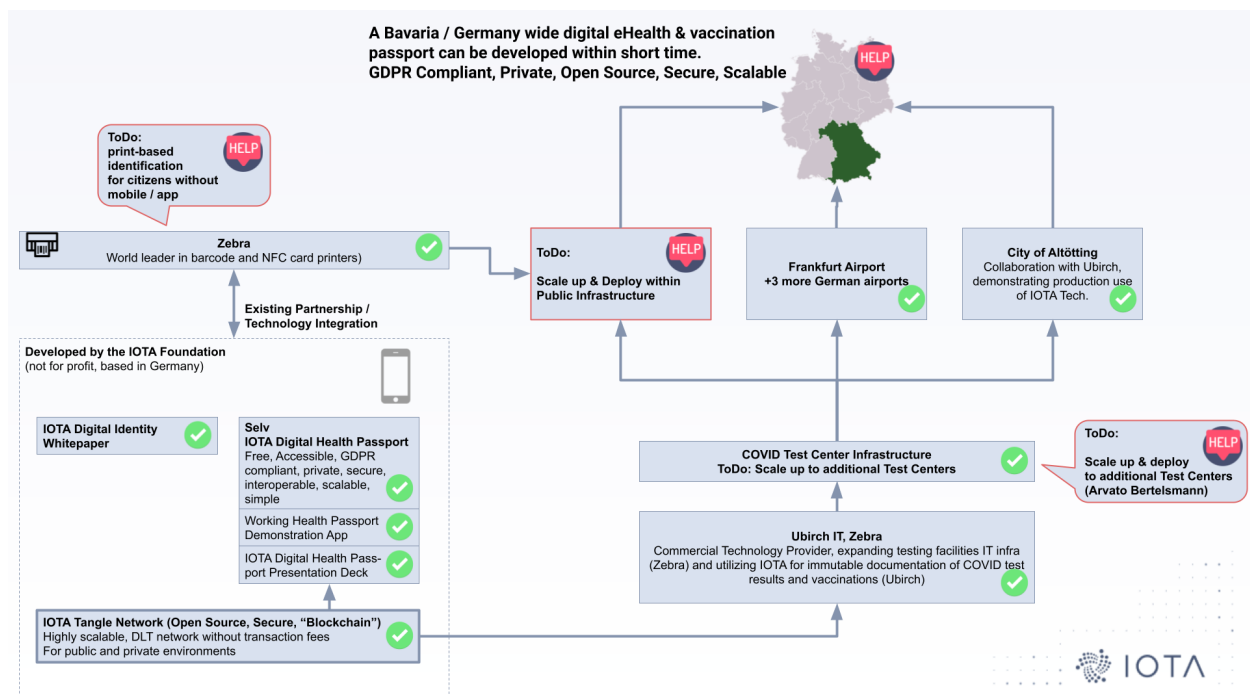 A Bavaria / Germany wide digital eHealth & vaccination
passport can be developed within short time.
GDPR Compliant, Private, Open Source, Secure, Scalable
HELP
ToDo:
print-based
identification
for citizens without
mobile / app
HELP
Zebra
World leader in barcode and NFC card printers)
ToDo:
Scale up & Deploy within
Public Infrastructure
HELP
Frankfurt Airport
+3 more German airports
City of Altötting
Collaboration with Ubirch,
demonstrating production use
of IOTA Tech.
Existing Partnership /
Technology Integration
Developed by the IOTA Foundation
(not for profit, based in Germany)
IOTA Digital Identity
Whitepaper
Selv
IOTA Digital Health Passport
Free, Accessible, GDPR
compliant, private, secure,
interoperable, scalable,
simple
Working Health Passport
Demonstration App
IOTA Digital Health Pass-
port Presentation Deck
IOTA Tangle Network (Open Source, Secure, “Blockchain”)
Highly scalable, DLT network without transaction fees
For public and private environments
COVID Test Center Infrastructure
ToDo: Scale up to additional Test Centers
ToDo:
Scale up & deploy
to additional Test Centers
(Arvato Bertelsmann)
HELP
Ubirch IT, Zebra
Commercial Technology Provider, expanding testing facilities IT infra
(Zebra) and utilizing IOTA for immutable documentation of COVID test
results and vaccinations (Ubirch)
IOTA